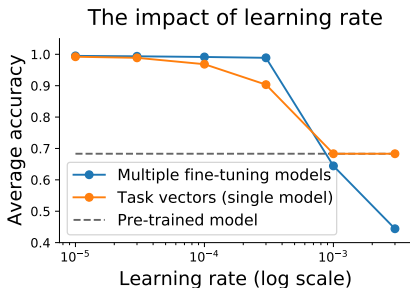 The impact of learning rate
Average accuracy
1.0
0.9
0.8
0.7
0.6
0.5
0.4
Multiple fine-tuning models
Task vectors (single model)
Pre-trained model
10⁻⁵
10⁻⁴
10⁻³
Learning rate (log scale)